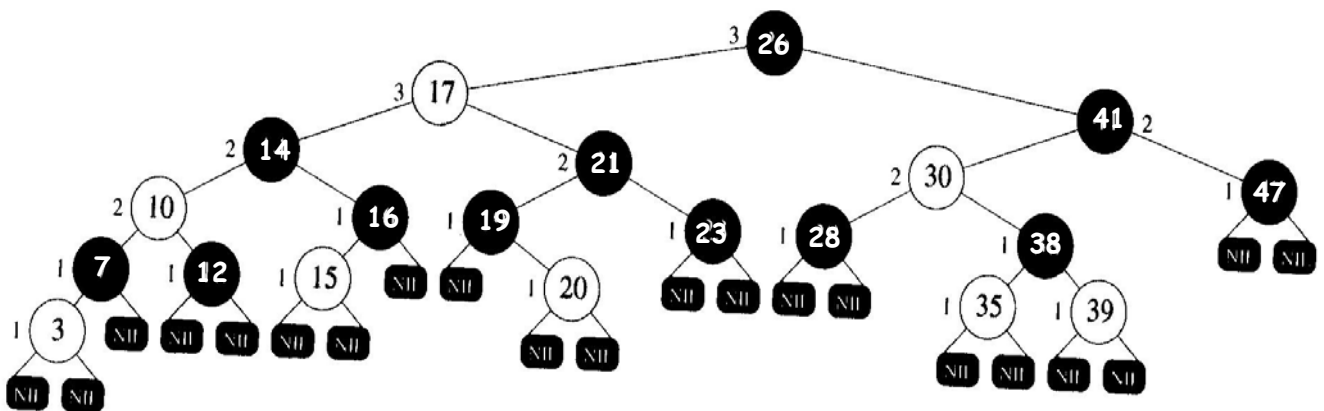 3 26
3 17 41 2
2 14 2 21 2 30 1 47
2 10 1 16 1 19 1 23 1 28 1 38 NIL NIL
1 7 1 12 1 15 NIL NIL 1 20 NIL NIL NIL NIL 1 35 1 39
1 3 NIL NIL NIL NIL NIL NIL NIL NIL NIL NIL NIL
NIL NIL